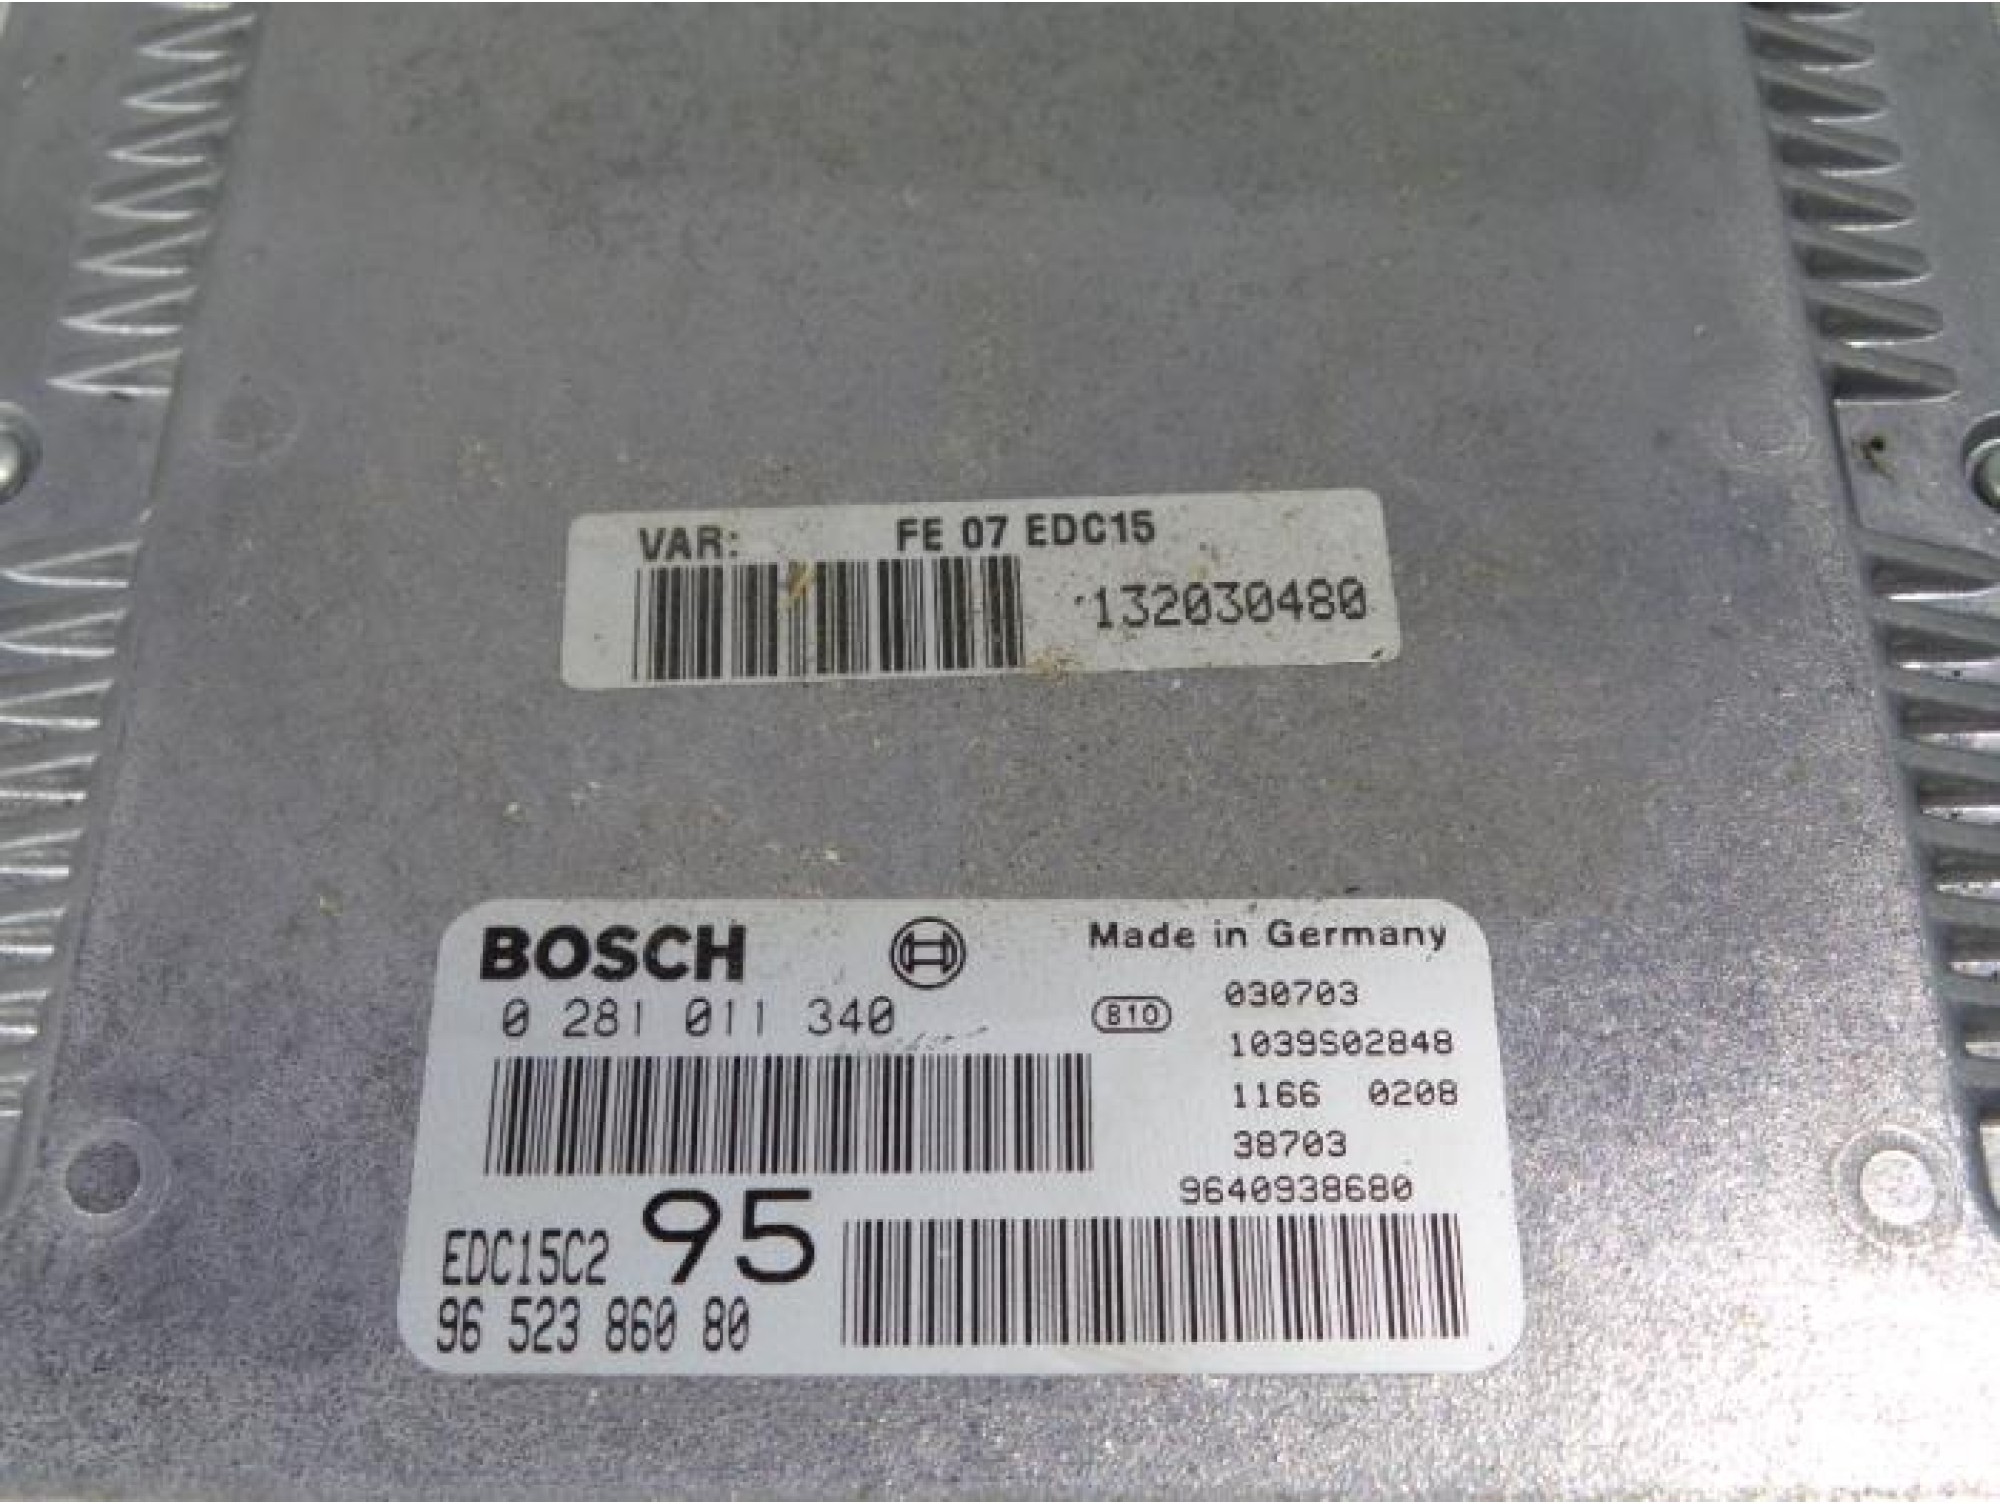 VAR: FE 07 EDC15
132030480
BOSCH Made in Germany
0 281 011 340 B10 030703
1039S02848
1166 0208
38703
9640938680
EDC15C2 95
96 523 860 80